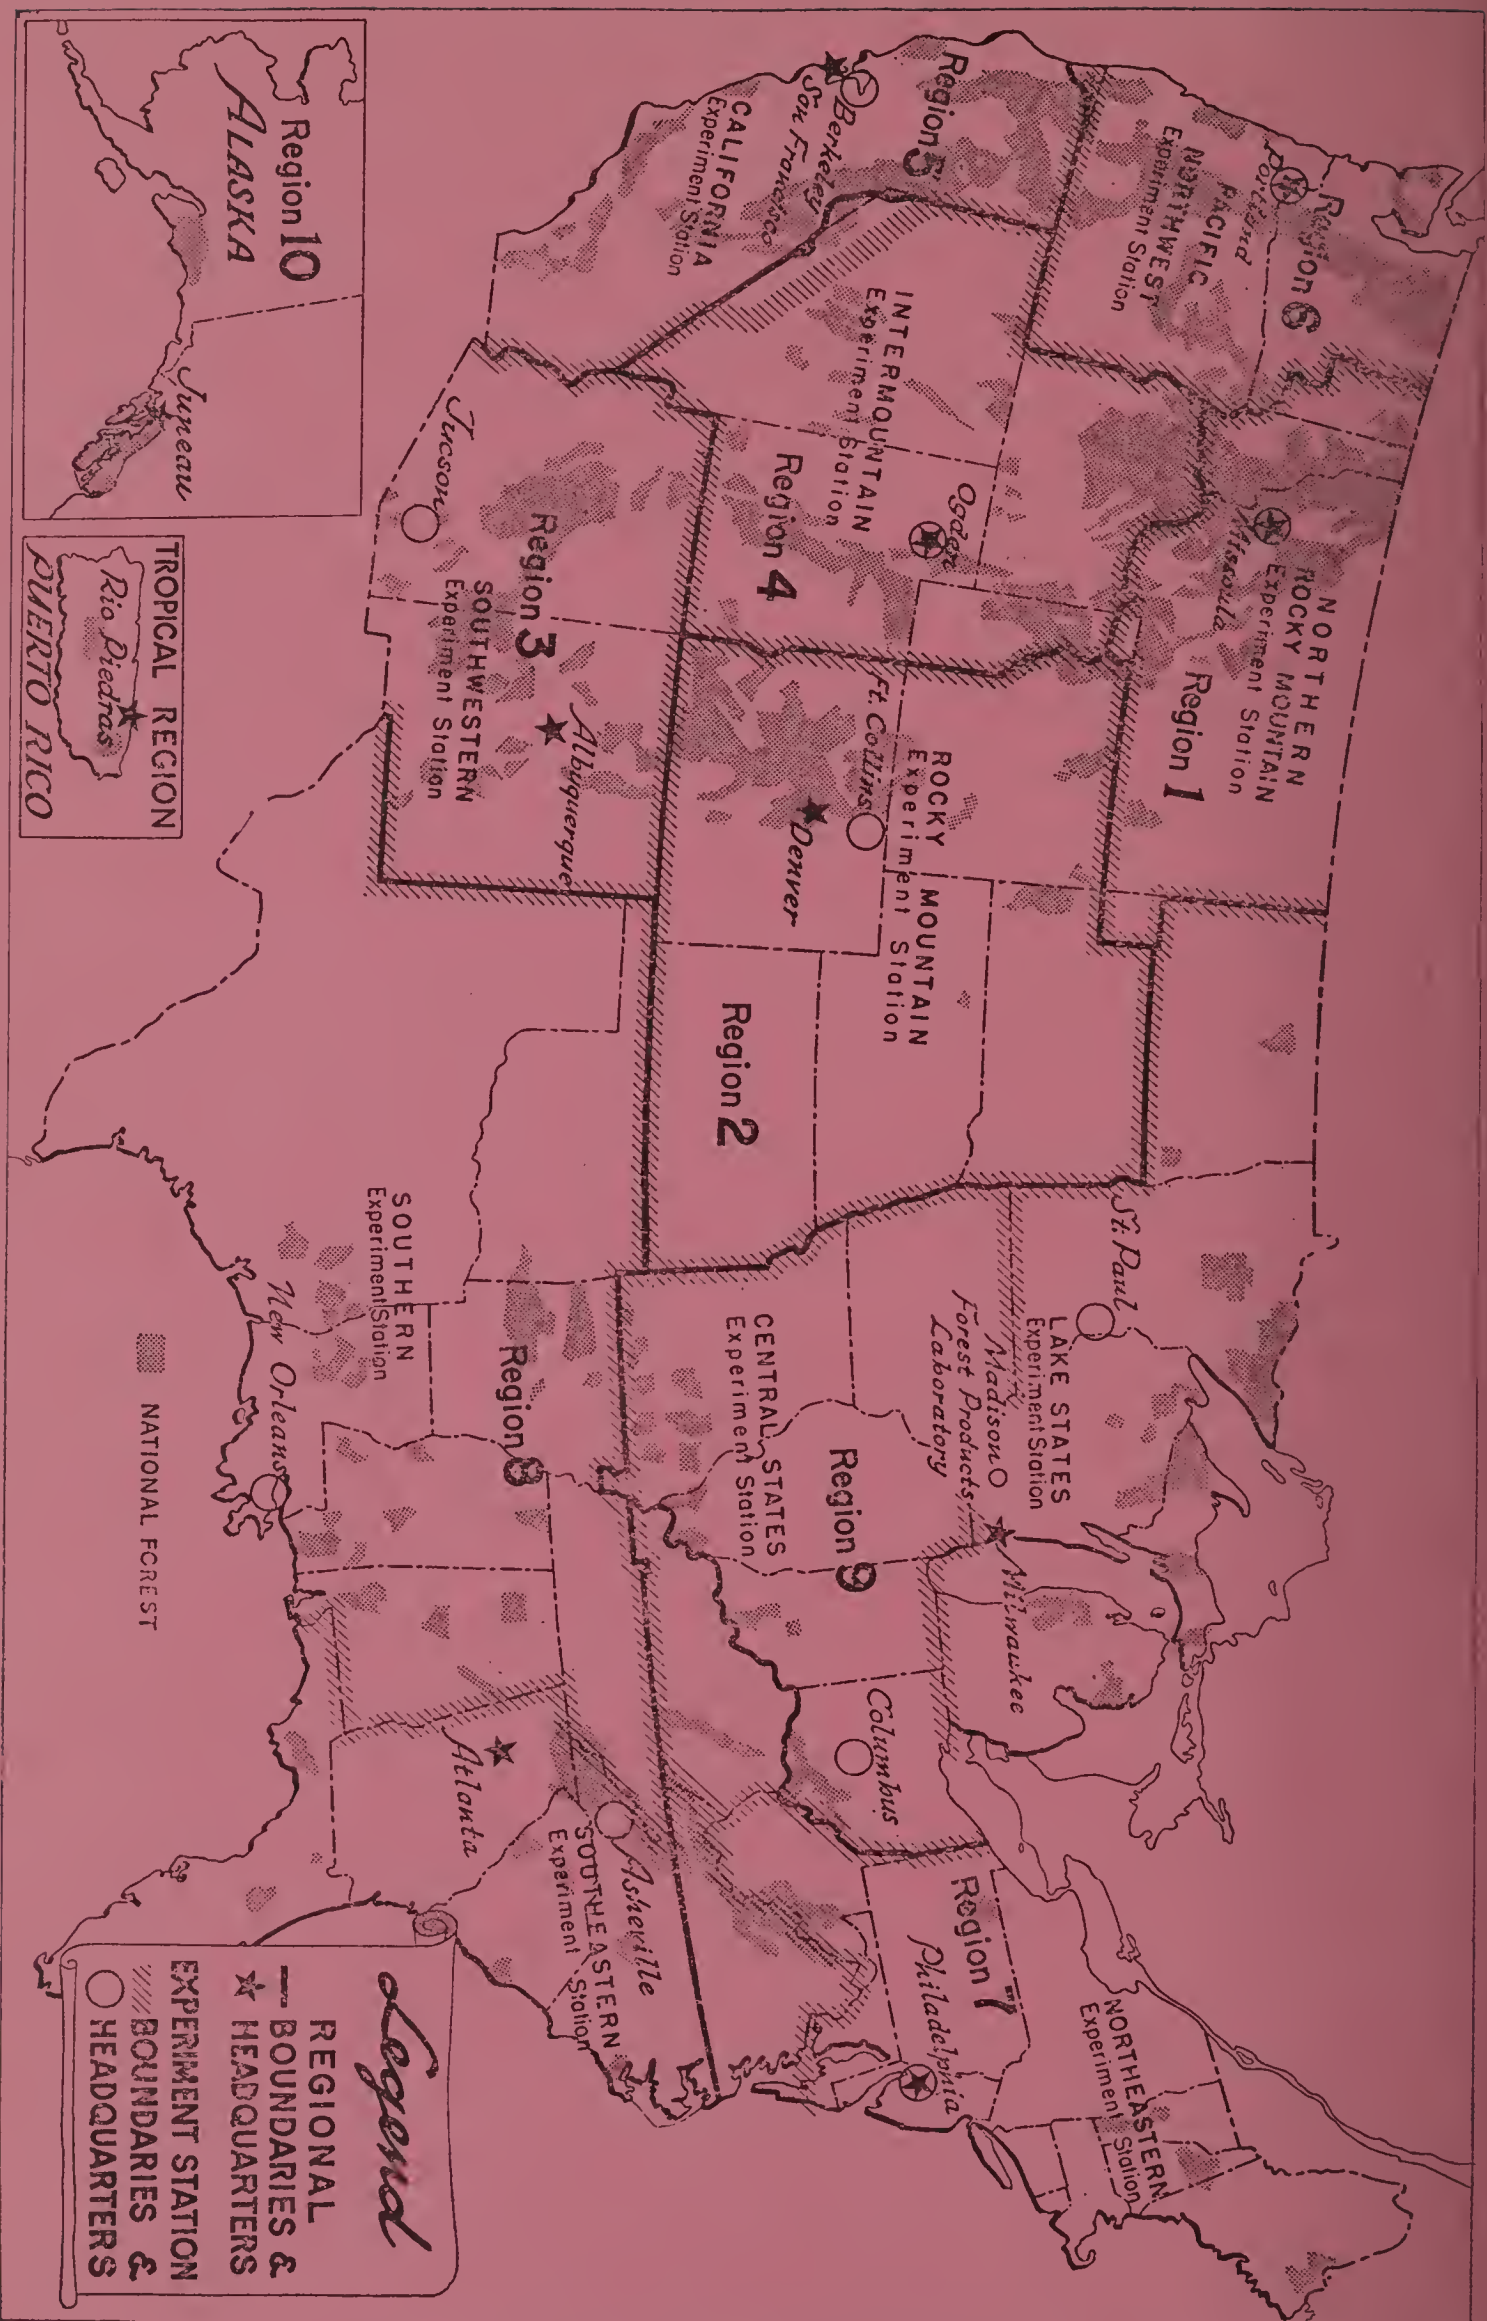 Region 6
Portland
PACIFIC
NORTHWEST
Experiment Station
NORTHERN
ROCKY MOUNTAIN
Experiment Station
Missoula
Region 1
Region 5
Berkeley
San Francisco
CALIFORNIA
Experiment Station
INTERMOUNTAIN
Experiment Station
Ogden
Region 4
ROCKY MOUNTAIN
Experiment Station
Ft. Collins
Denver
Region 2
Region 3
Tucson
SOUTHWESTERN
Experiment Station
Albuquerque
St. Paul
LAKE STATES
Experiment Station
Madison
Forest Products
Laboratory
Milwaukee
Region 9
CENTRAL STATES
Experiment Station
Columbus
Region 7
Philadelphia
NORTHEASTERN
Experiment Station
Region 8
SOUTHERN
Experiment Station
New Orleans
Atlanta
Asheville
SOUTHEASTERN
Experiment Station
Region 10
ALASKA
Juneau
TROPICAL REGION
Rio Piedras
PUERTO RICO
NATIONAL FOREST
Legend
REGIONAL
BOUNDARIES &
HEADQUARTERS
EXPERIMENT STATION
BOUNDARIES &
HEADQUARTERS